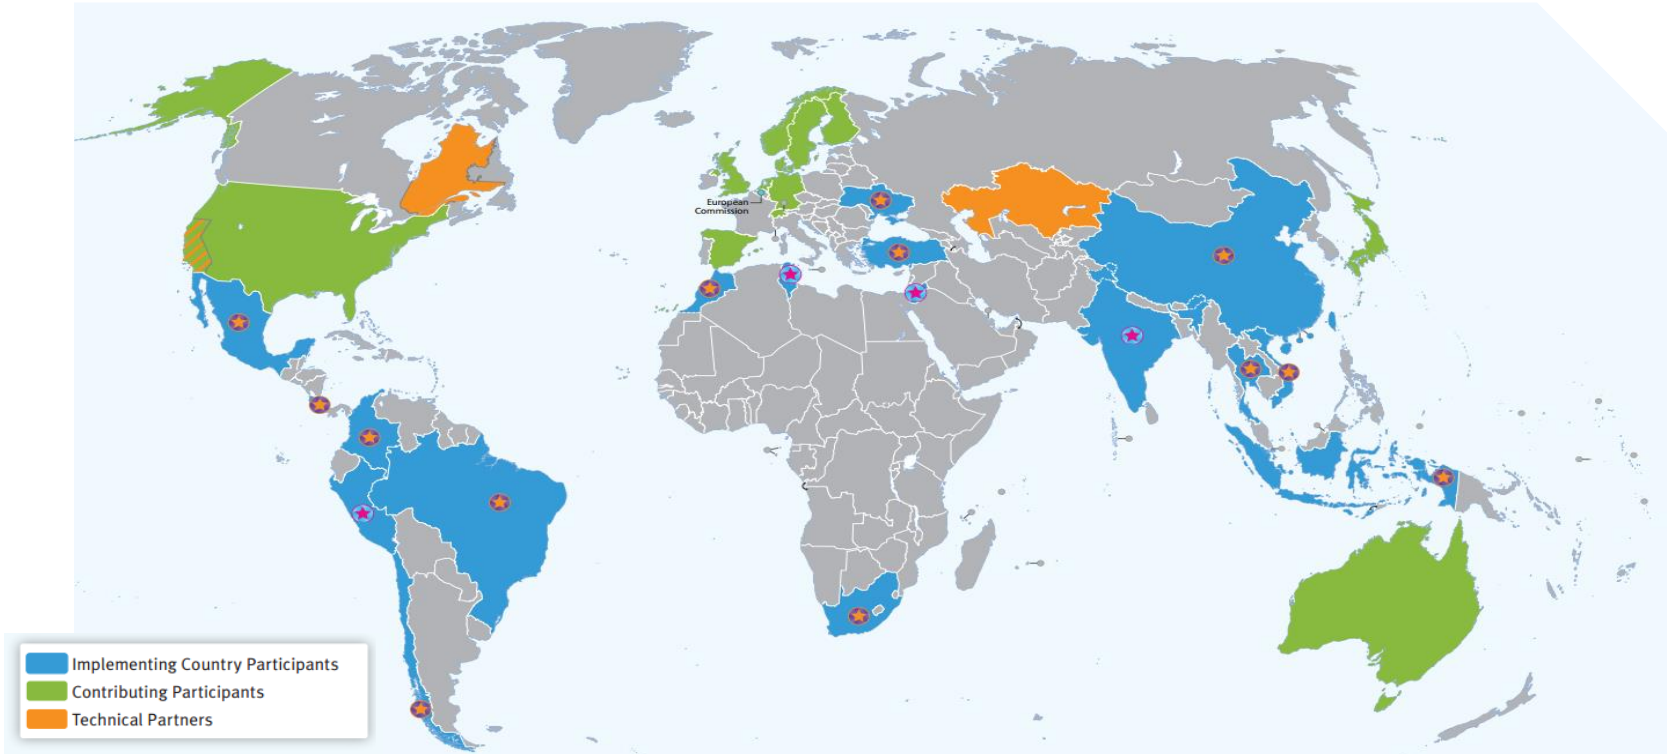 European
Commission
Implementing Country Participants
Contributing Participants
Technical Partners